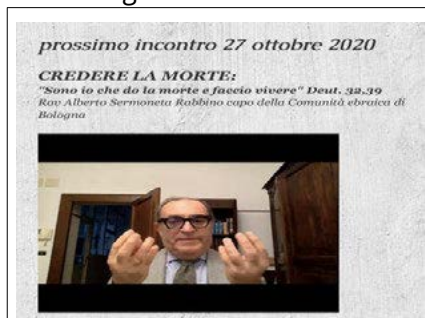 prossimo incontro 27 ottobre 2020
CREDERE LA MORTE:
"Sono io che do la morte e faccio vivere" Deut. 32,39
Rav Alberto Sermoneta Rabbino capo della Comunità ebraica di
Bologna